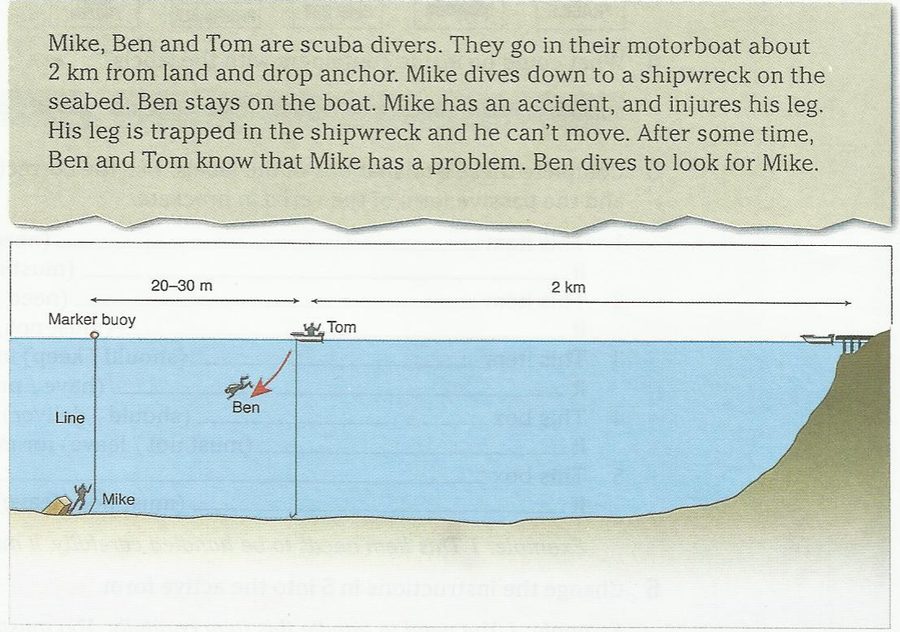 Mike, Ben and Tom are scuba divers. They go in their motorboat about
2 km from land and drop anchor. Mike dives down to a shipwreck on the
seabed. Ben stays on the boat. Mike has an accident, and injures his leg.
His leg is trapped in the shipwreck and he can't move. After some time,
Ben and Tom know that Mike has a problem. Ben dives to look for Mike.
20–30 m
2 km
Marker buoy
Tom
Ben
Line
Mike